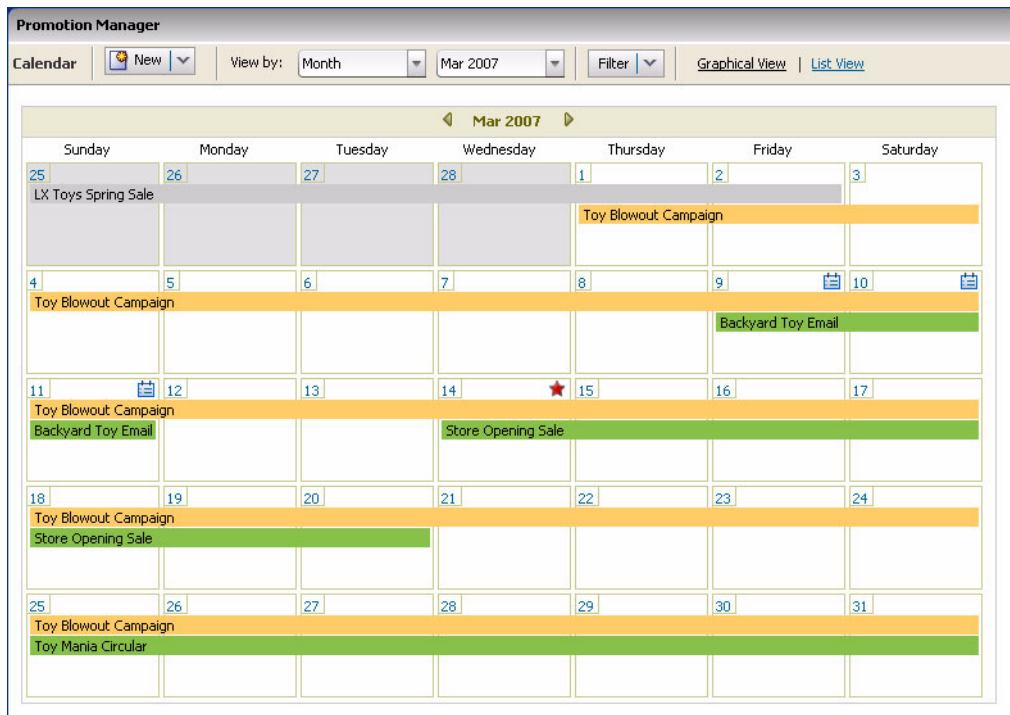 Promotion Manager
Calendar New View by: Month Mar 2007 Filter Graphical View | List View
Mar 2007
Sunday Monday Tuesday Wednesday Thursday Friday Saturday
25 26 27 28 1 2 3
LX Toys Spring Sale
Toy Blowout Campaign
4 5 6 7 8 9 10
Toy Blowout Campaign
Backyard Toy Email
11 12 13 14 15 16 17
Toy Blowout Campaign
Backyard Toy Email Store Opening Sale
18 19 20 21 22 23 24
Toy Blowout Campaign
Store Opening Sale
25 26 27 28 29 30 31
Toy Blowout Campaign
Toy Mania Circular